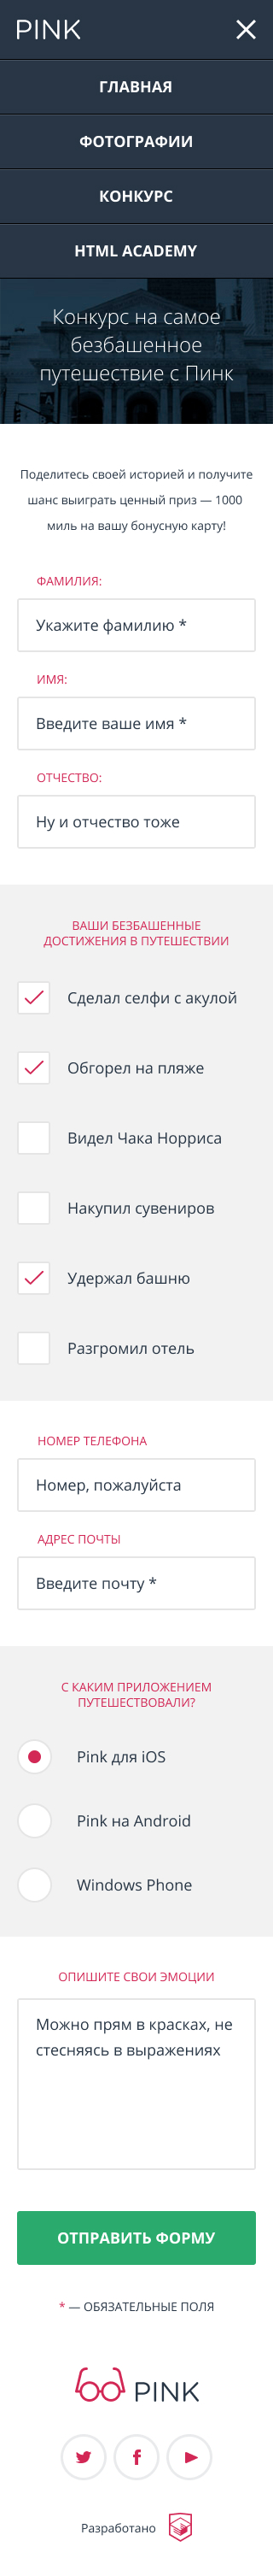 PINK
ГЛАВНАЯ
ФОТОГРАФИИ
КОНКУРС
HTML ACADEMY
Конкурс на самое
безбашенное
путешествие с Пинк
Поделитесь своей историей и получите
шанс выиграть ценный приз — 1000
миль на вашу бонусную карту!
ФАМИЛИЯ:
Укажите фамилию *
ИМЯ:
Введите ваше имя *
ОТЧЕСТВО:
Ну и отчество тоже
ВАШИ БЕЗБАШЕННЫЕ
ДОСТИЖЕНИЯ В ПУТЕШЕСТВИИ
Сделал селфи с акулой
Обгорел на пляже
Видел Чака Норриса
Накупил сувениров
Удержал башню
Разгромил отель
НОМЕР ТЕЛЕФОНА
Номер, пожалуйста
АДРЕС ПОЧТЫ
Введите почту *
С КАКИМ ПРИЛОЖЕНИЕМ
ПУТЕШЕСТВОВАЛИ?
Pink для iOS
Pink на Android
Windows Phone
ОПИШИТЕ СВОИ ЭМОЦИИ
Можно прям в красках, не
стесняясь в выражениях
ОТПРАВИТЬ ФОРМУ
* — ОБЯЗАТЕЛЬНЫЕ ПОЛЯ
PINK
Разработано